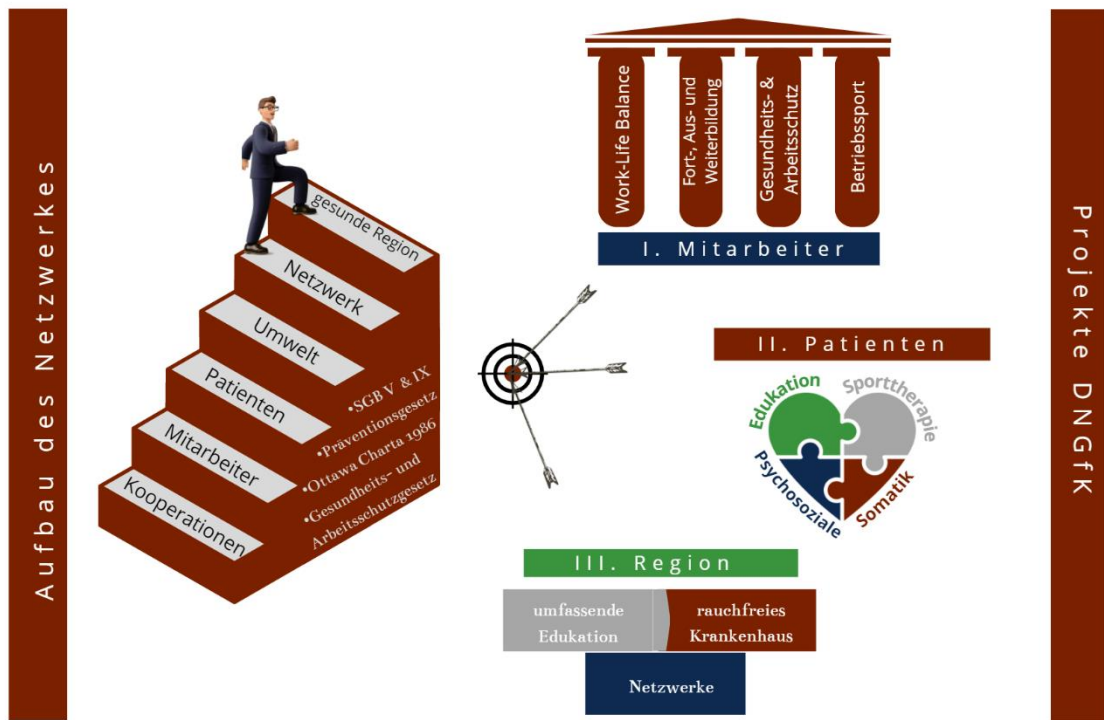 Aufbau des Netzwerkes
gesunde Region
Netzwerk
Umwelt
Patienten
Mitarbeiter
Kooperationen
•SGB V & IX
Präventionsgesetz
•Ottawa Charta 1986
•Gesundheits- und
Arbeitsschutzgesetz
Work-Life Balance
Fort-, Aus- und
Weiterbildung
Gesundheits- &
Arbeitsschutz
Betriebssport
I. Mitarbeiter
II. Patienten
Edukation
Sporttherapie
Psychosoziale
Somatik
III. Region
umfassende
Edukation
rauchfreies
Krankenhaus
Netzwerke
Projekte DNGfK